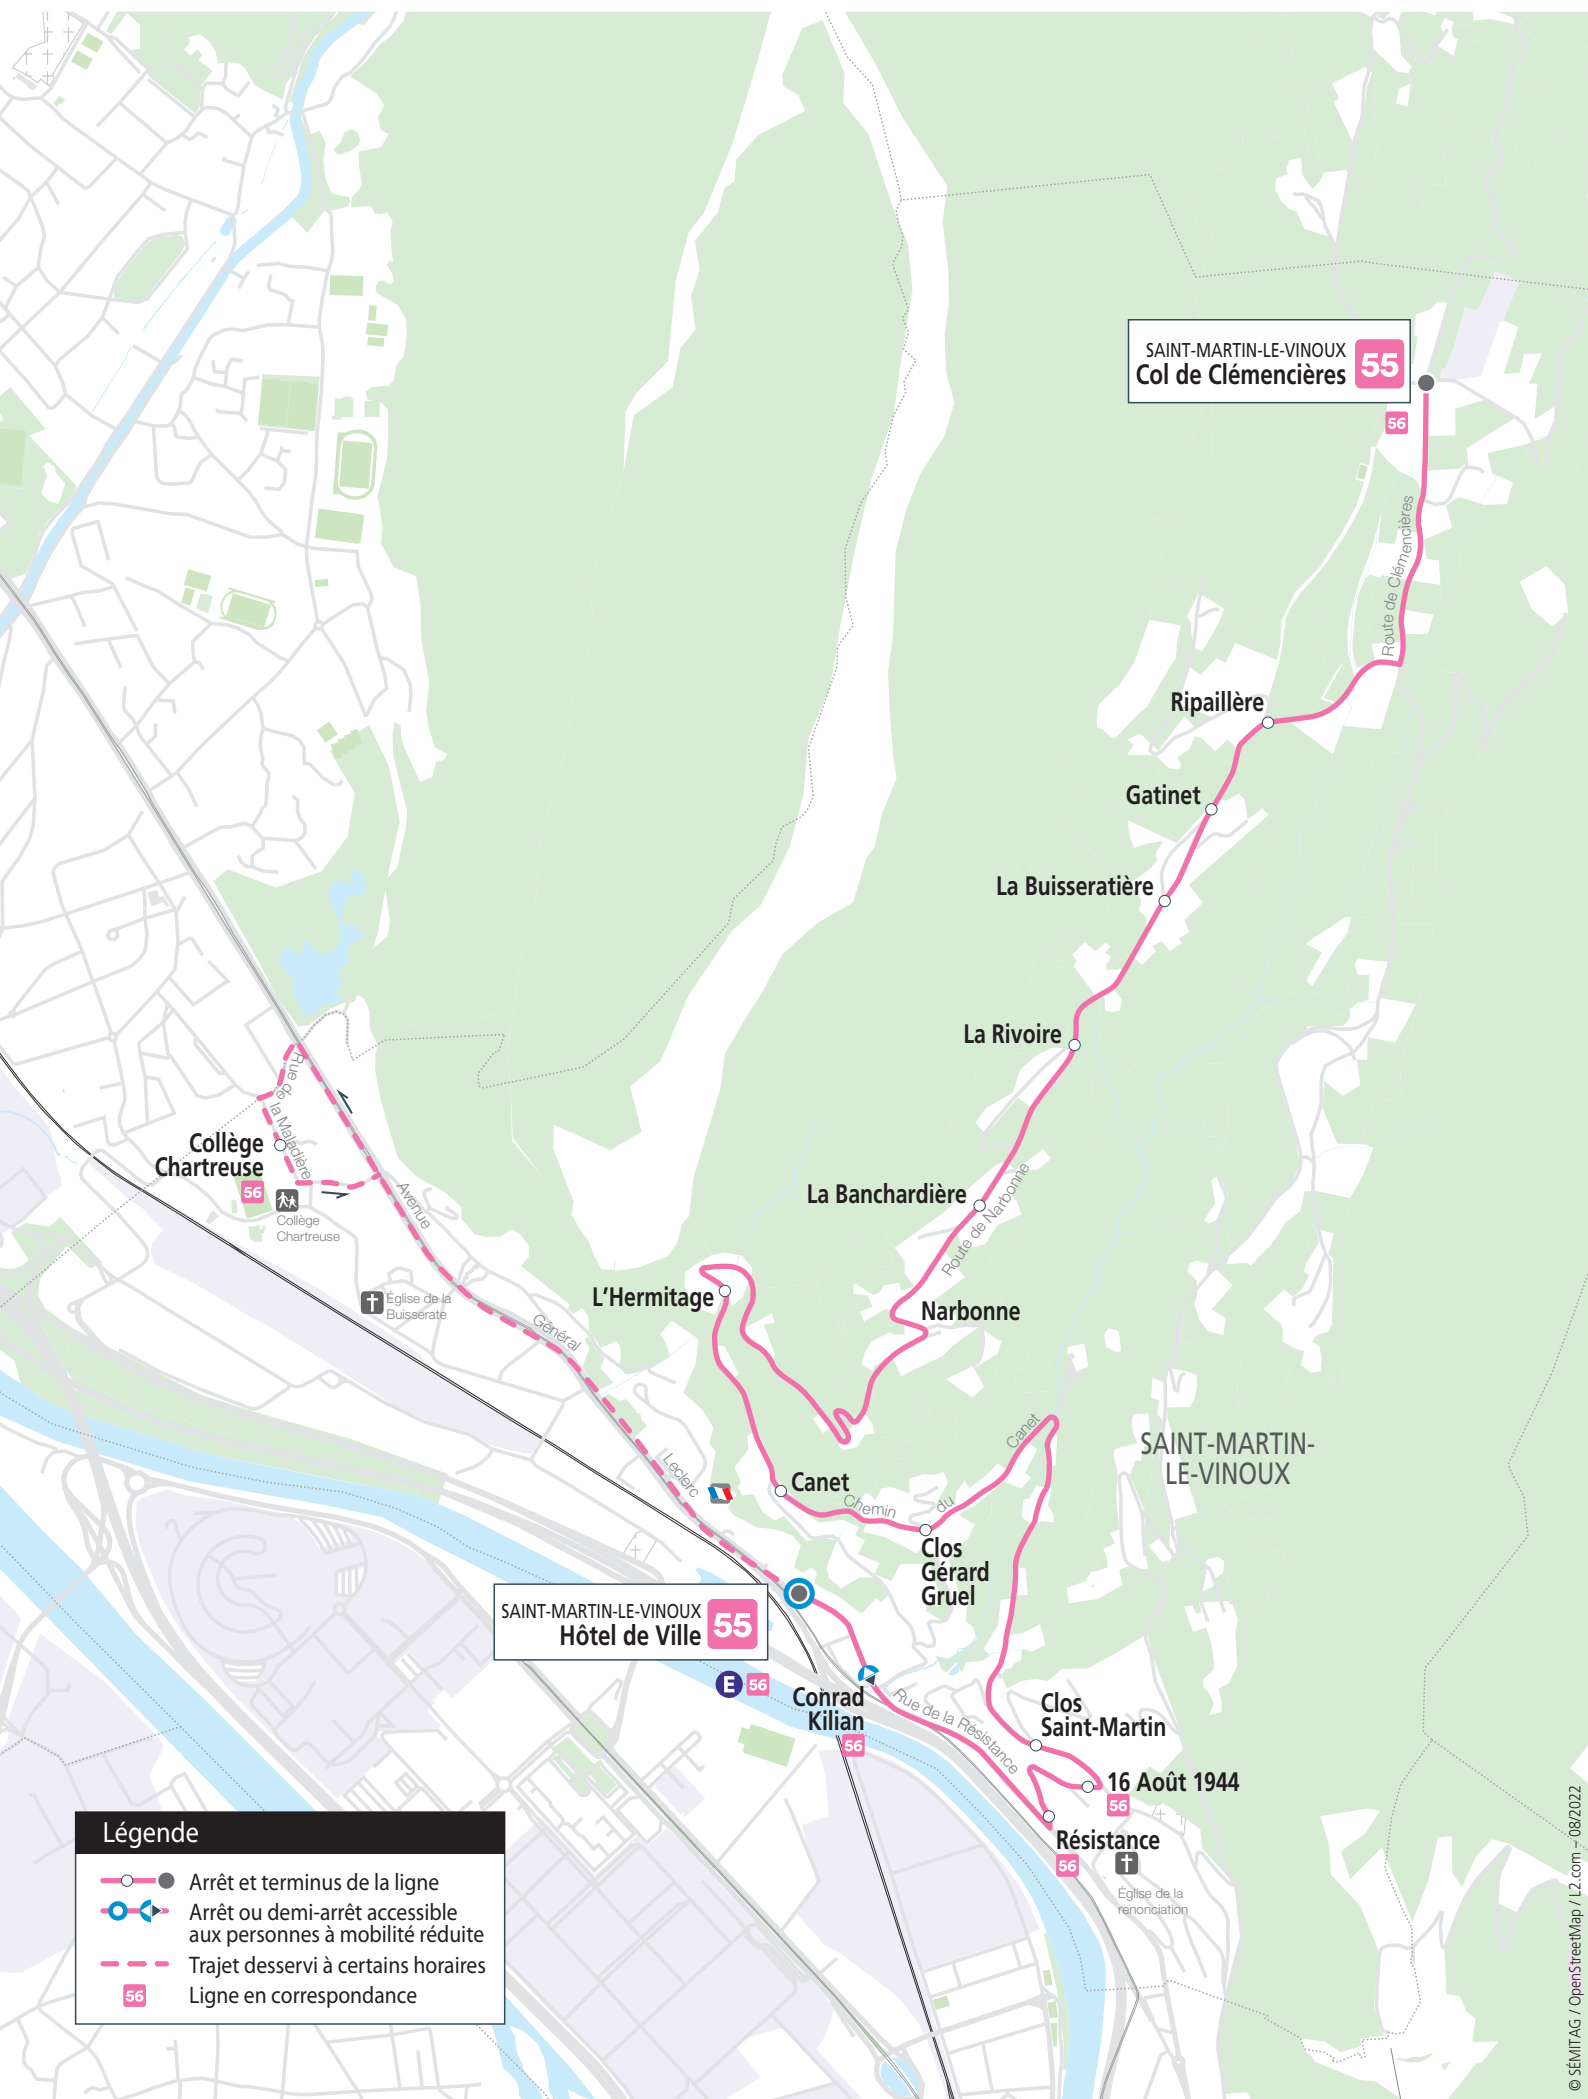 SAINT-MARTIN-LE-VINOUX
Col de Clémencières
55
56
Route de Clémencières
Ripaillère
Gatinet
La Buisseratière
La Rivoire
Rue de
la Maladière
Collège
Chartreuse
56
Collège
Chartreuse
Avenue
La Banchardière
Route de Narbonne
L'Hermitage
Narbonne
Église de la
Buisserate
Général
Leclerc
Canet
Chemin
du
Canet
SAINT-MARTIN-
LE-VINOUX
Clos
Gérard
Gruel
SAINT-MARTIN-LE-VINOUX
Hôtel de Ville
55
E
56
Conrad
Kilian
56
Rue de la Résistance
Clos
Saint-Martin
16 Août 1944
56
Résistance
56
Église de la
renonciation
Légende
Arrêt et terminus de la ligne
Arrêt ou demi-arrêt accessible
aux personnes à mobilité réduite
Trajet desservi à certains horaires
56
Ligne en correspondance
© SÉMITAG / OpenStreetMap / L2.com – 08/2022